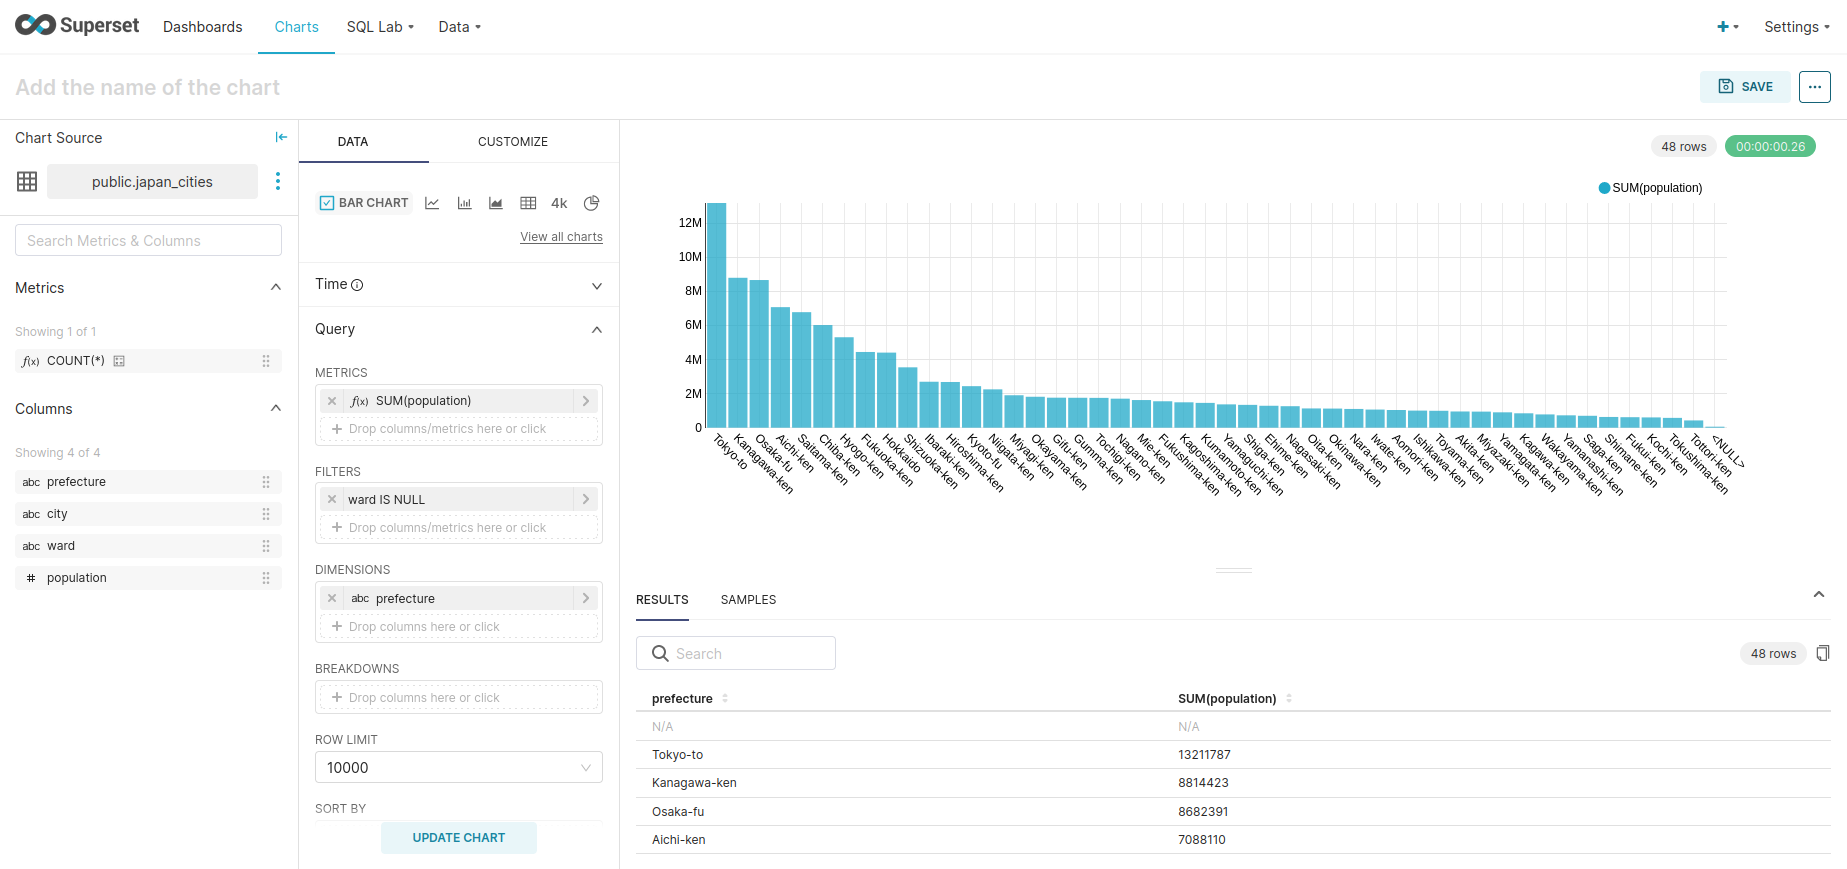 Superset Dashboards Charts SQL Lab Data Settings
Add the name of the chart
SAVE
Chart Source
public.japan_cities
Search Metrics & Columns
Metrics
Showing 1 of 1
f(x) COUNT(*)
Columns
Showing 4 of 4
abc prefecture
abc city
abc ward
# population
DATA CUSTOMIZE
BAR CHART 4k
View all charts
Time
Query
METRICS
f(x) SUM(population)
Drop columns/metrics here or click
FILTERS
ward IS NULL
Drop columns/metrics here or click
DIMENSIONS
abc prefecture
Drop columns here or click
BREAKDOWNS
Drop columns here or click
ROW LIMIT
10000
SORT BY
UPDATE CHART
48 rows 00:00:00.26
SUM(population)
12M
10M
8M
6M
4M
2M
0
Tokyo-to
Kanagawa-ken
Osaka-fu
Aichi-ken
Saitama-ken
Chiba-ken
Hyogo-ken
Fukuoka-ken
Hokkaido
Shizuoka-ken
Ibaraki-ken
Hiroshima-ken
Kyoto-fu
Niigata-ken
Miyagi-ken
Okayama-ken
Gifu-ken
Gumma-ken
Tochigi-ken
Nagano-ken
Mie-ken
Fukushima-ken
Kagoshima-ken
Kumamoto-ken
Yamaguchi-ken
Shiga-ken
Ehime-ken
Nagasaki-ken
Oita-ken
Okinawa-ken
Nara-ken
Iwate-ken
Aomori-ken
Ishikawa-ken
Toyama-ken
Akita-ken
Miyazaki-ken
Yamagata-ken
Kagawa-ken
Wakayama-ken
Yamanashi-ken
Saga-ken
Shimane-ken
Fukui-ken
Kochi-ken
Tokushima-ken
Tottori-ken
<NULL>
RESULTS SAMPLES
Search
48 rows
prefecture SUM(population)
N/A N/A
Tokyo-to 13211787
Kanagawa-ken 8814423
Osaka-fu 8682391
Aichi-ken 7088110